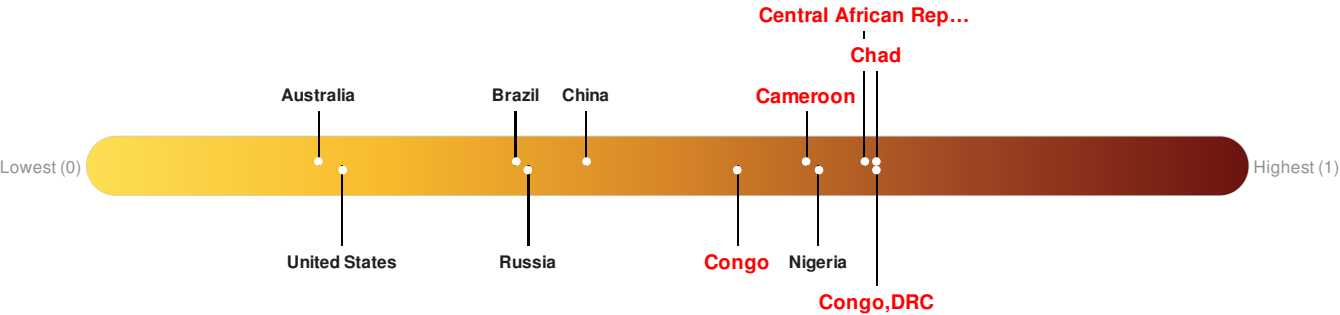 Central African Rep…
Chad
Australia
Brazil
China
Cameroon
Lowest (0)
Highest (1)
United States
Russia
Congo
Nigeria
Congo,DRC